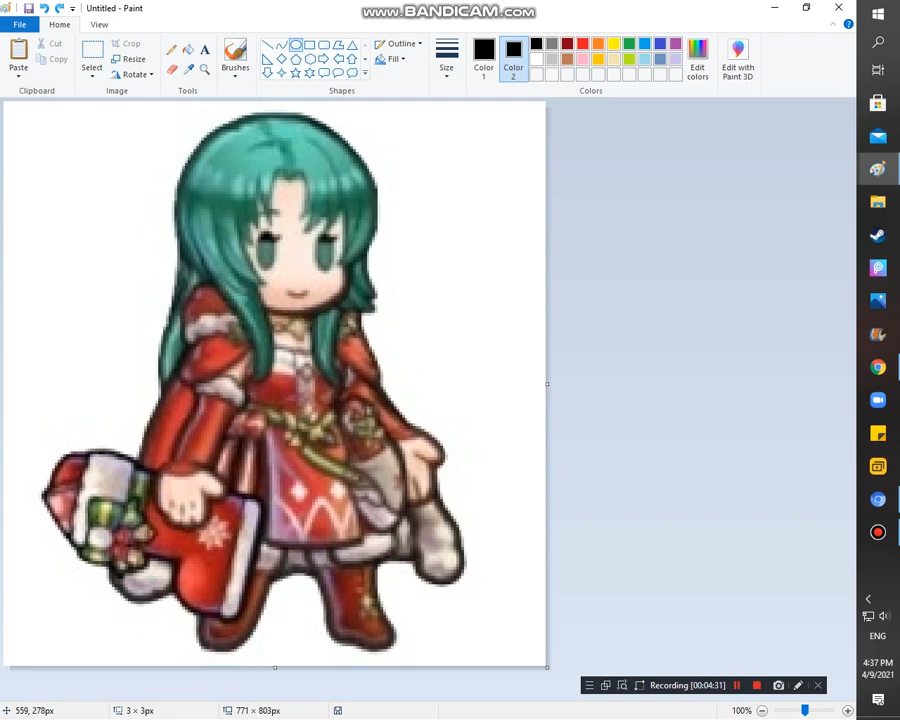 Untitled - Paint
www.BANDICAM.com
File
Home
View
Paste
Cut
Copy
Clipboard
Select
Crop
Resize
Rotate
Image
Tools
Brushes
Outline
Fill
Shapes
Size
Color 1
Color 2
Edit colors
Colors
Edit with Paint 3D
Recording [00:04:31]
ENG
4:37 PM
4/9/2021
559, 278px
3 × 3px
771 × 803px
100%